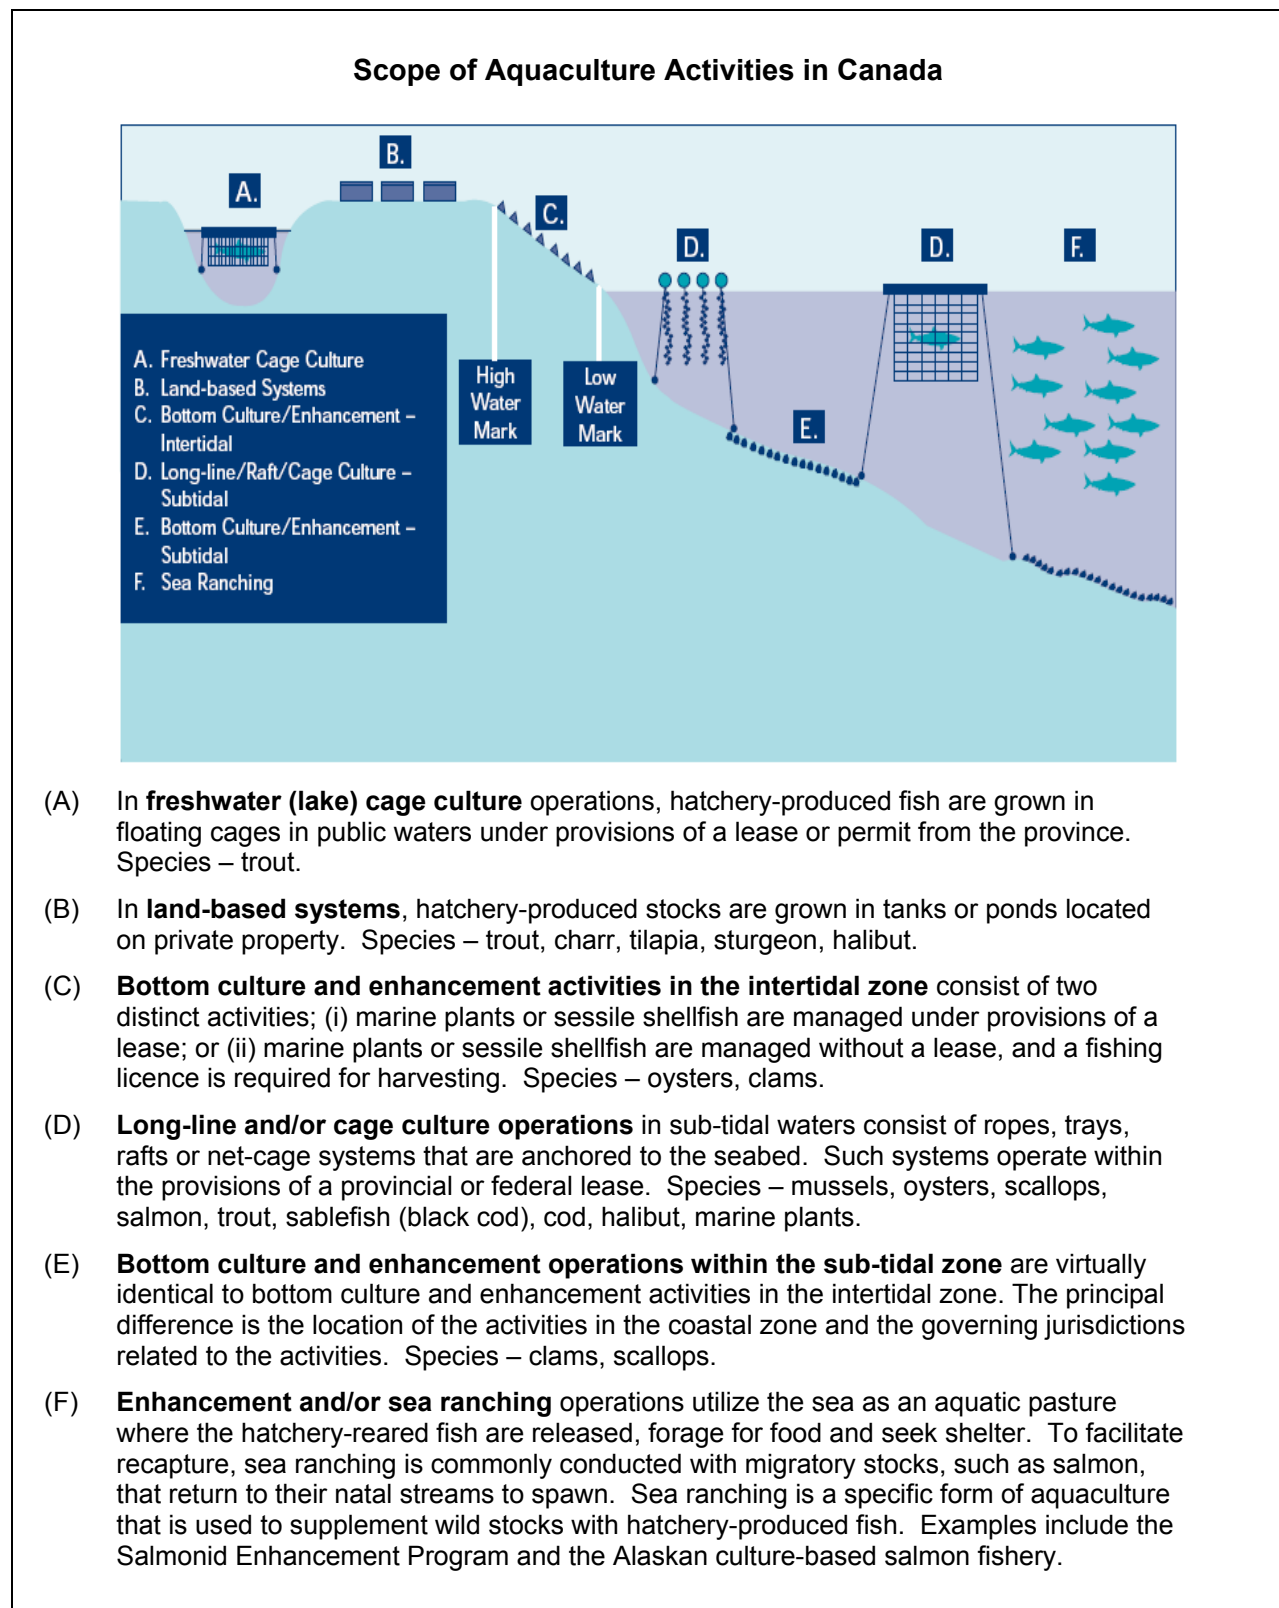 Scope of Aquaculture Activities in Canada
A.
B.
C.
D.
D.
F.
E.
High
Water
Mark
Low
Water
Mark
A. Freshwater Cage Culture
B. Land-based Systems
C. Bottom Culture/Enhancement –
Intertidal
D. Long-line/Raft/Cage Culture –
Subtidal
E. Bottom Culture/Enhancement –
Subtidal
F. Sea Ranching
(A) In freshwater (lake) cage culture operations, hatchery-produced fish are grown in
floating cages in public waters under provisions of a lease or permit from the province.
Species – trout.
(B) In land-based systems, hatchery-produced stocks are grown in tanks or ponds located
on private property. Species – trout, charr, tilapia, sturgeon, halibut.
(C) Bottom culture and enhancement activities in the intertidal zone consist of two
distinct activities; (i) marine plants or sessile shellfish are managed under provisions of a
lease; or (ii) marine plants or sessile shellfish are managed without a lease, and a fishing
licence is required for harvesting. Species – oysters, clams.
(D) Long-line and/or cage culture operations in sub-tidal waters consist of ropes, trays,
rafts or net-cage systems that are anchored to the seabed. Such systems operate within
the provisions of a provincial or federal lease. Species – mussels, oysters, scallops,
salmon, trout, sablefish (black cod), cod, halibut, marine plants.
(E) Bottom culture and enhancement operations within the sub-tidal zone are virtually
identical to bottom culture and enhancement activities in the intertidal zone. The principal
difference is the location of the activities in the coastal zone and the governing jurisdictions
related to the activities. Species – clams, scallops.
(F) Enhancement and/or sea ranching operations utilize the sea as an aquatic pasture
where the hatchery-reared fish are released, forage for food and seek shelter. To facilitate
recapture, sea ranching is commonly conducted with migratory stocks, such as salmon,
that return to their natal streams to spawn. Sea ranching is a specific form of aquaculture
that is used to supplement wild stocks with hatchery-produced fish. Examples include the
Salmonid Enhancement Program and the Alaskan culture-based salmon fishery.